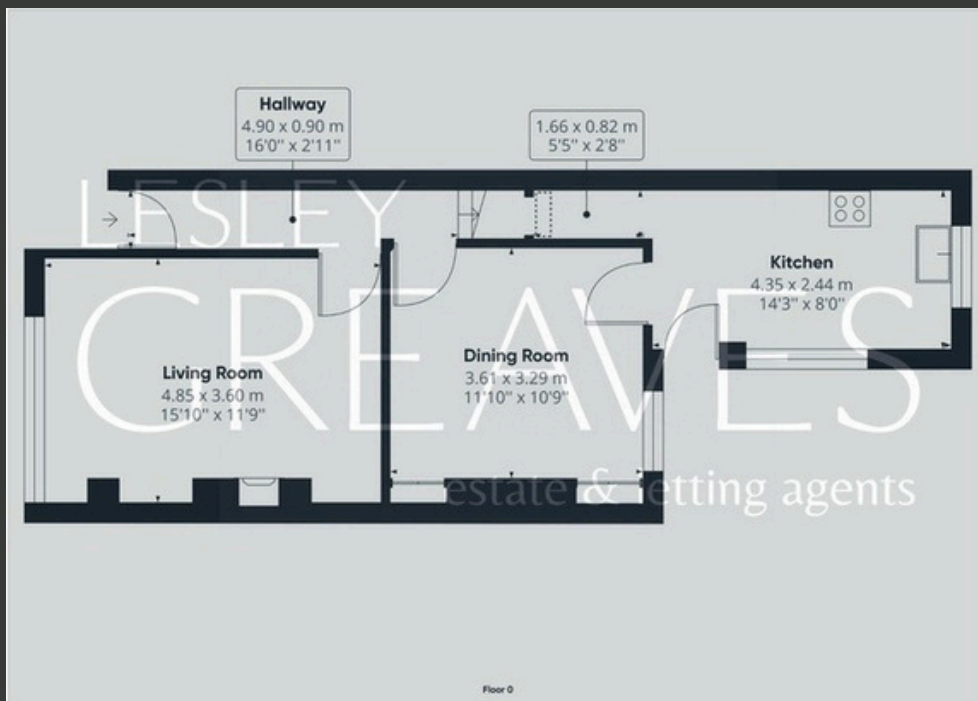 Hallway
4.90 x 0.90 m
16'0" x 2'11"
1.66 x 0.82 m
5'5" x 2'8"
LESLEY
GREAVES
estate & letting agents
Kitchen
4.35 x 2.44 m
14'3" x 8'0"
Dining Room
3.61 x 3.29 m
11'10" x 10'9"
Living Room
4.85 x 3.60 m
15'10" x 11'9"
Floor 0